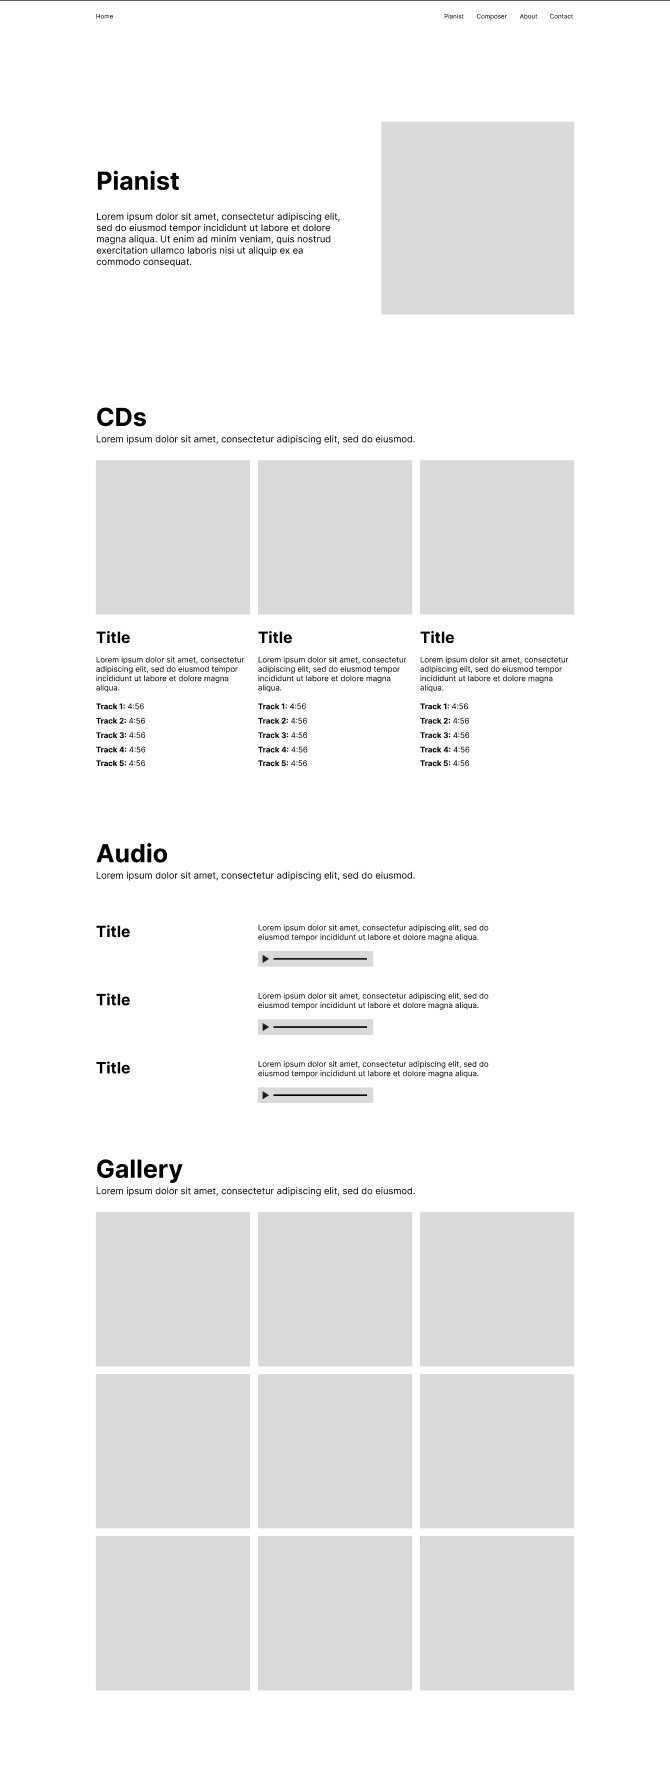 Home
Pianist Composer About Contact
Pianist
Lorem ipsum dolor sit amet, consectetur adipiscing elit,
sed do eiusmod tempor incididunt ut labore et dolore
magna aliqua. Ut enim ad minim veniam, quis nostrud
exercitation ullamco laboris nisi ut aliquip ex ea
commodo consequat.
CDs
Lorem ipsum dolor sit amet, consectetur adipiscing elit, sed do eiusmod.
Title
Lorem ipsum dolor sit amet, consectetur
adipiscing elit, sed do eiusmod tempor
incididunt ut labore et dolore magna
aliqua.
Track 1: 4:56
Track 2: 4:56
Track 3: 4:56
Track 4: 4:56
Track 5: 4:56
Title
Lorem ipsum dolor sit amet, consectetur
adipiscing elit, sed do eiusmod tempor
incididunt ut labore et dolore magna
aliqua.
Track 1: 4:56
Track 2: 4:56
Track 3: 4:56
Track 4: 4:56
Track 5: 4:56
Title
Lorem ipsum dolor sit amet, consectetur
adipiscing elit, sed do eiusmod tempor
incididunt ut labore et dolore magna
aliqua.
Track 1: 4:56
Track 2: 4:56
Track 3: 4:56
Track 4: 4:56
Track 5: 4:56
Audio
Lorem ipsum dolor sit amet, consectetur adipiscing elit, sed do eiusmod.
Title
Lorem ipsum dolor sit amet, consectetur adipiscing elit, sed do
eiusmod tempor incididunt ut labore et dolore magna aliqua.
Title
Lorem ipsum dolor sit amet, consectetur adipiscing elit, sed do
eiusmod tempor incididunt ut labore et dolore magna aliqua.
Title
Lorem ipsum dolor sit amet, consectetur adipiscing elit, sed do
eiusmod tempor incididunt ut labore et dolore magna aliqua.
Gallery
Lorem ipsum dolor sit amet, consectetur adipiscing elit, sed do eiusmod.